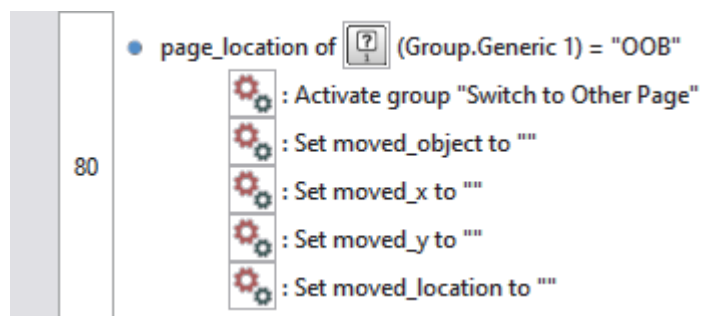 page_location of ? 1 (Group.Generic 1) = "OOB"
: Activate group "Switch to Other Page"
: Set moved_object to ""
80
: Set moved_x to ""
: Set moved_y to ""
: Set moved_location to ""